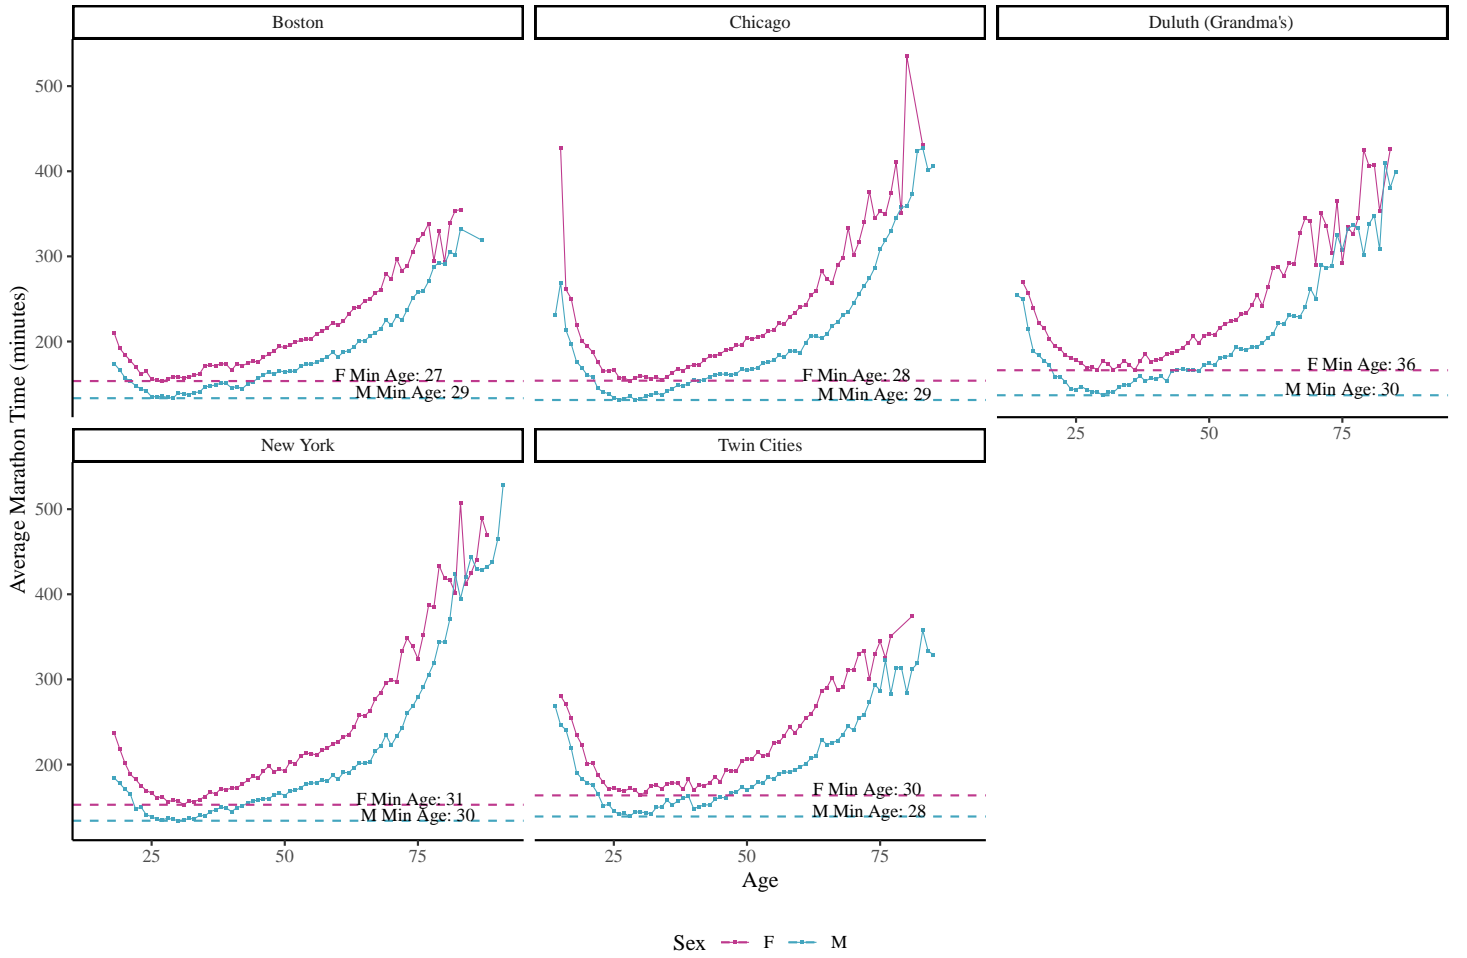 Boston
Chicago
Duluth (Grandma's)
500
400
300
200
F Min Age: 27
M Min Age: 29
F Min Age: 28
M Min Age: 29
F Min Age: 36
M Min Age: 30
25
50
75
New York
Twin Cities
500
400
300
200
F Min Age: 31
M Min Age: 30
F Min Age: 30
M Min Age: 28
25
50
75
25
50
75
Average Marathon Time (minutes)
Age
Sex F M